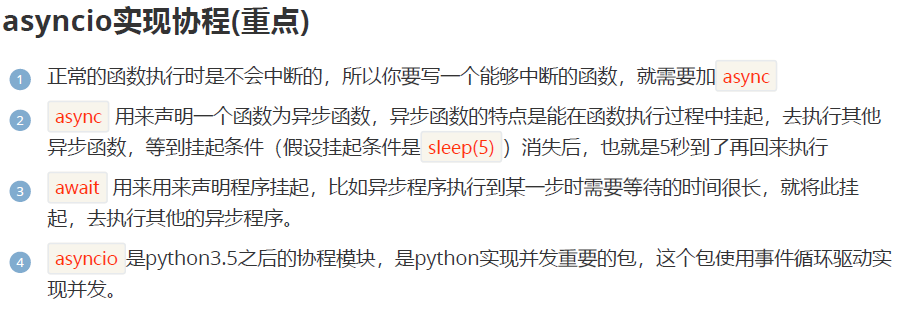 asyncio实现协程(重点)
1 正常的函数执行时是不会中断的，所以你要写一个能够中断的函数，就需要加 async
2 async 用来声明一个函数为异步函数，异步函数的特点是能在函数执行过程中挂起，去执行其他
异步函数，等到挂起条件（假设挂起条件是 sleep(5) ）消失后，也就是5秒到了再回来执行
3 await 用来用来声明程序挂起，比如异步程序执行到某一步时需要等待的时间很长，就将此挂
起，去执行其他的异步程序。
4 asyncio 是python3.5之后的协程模块，是python实现并发重要的包，这个包使用事件循环驱动实
现并发。